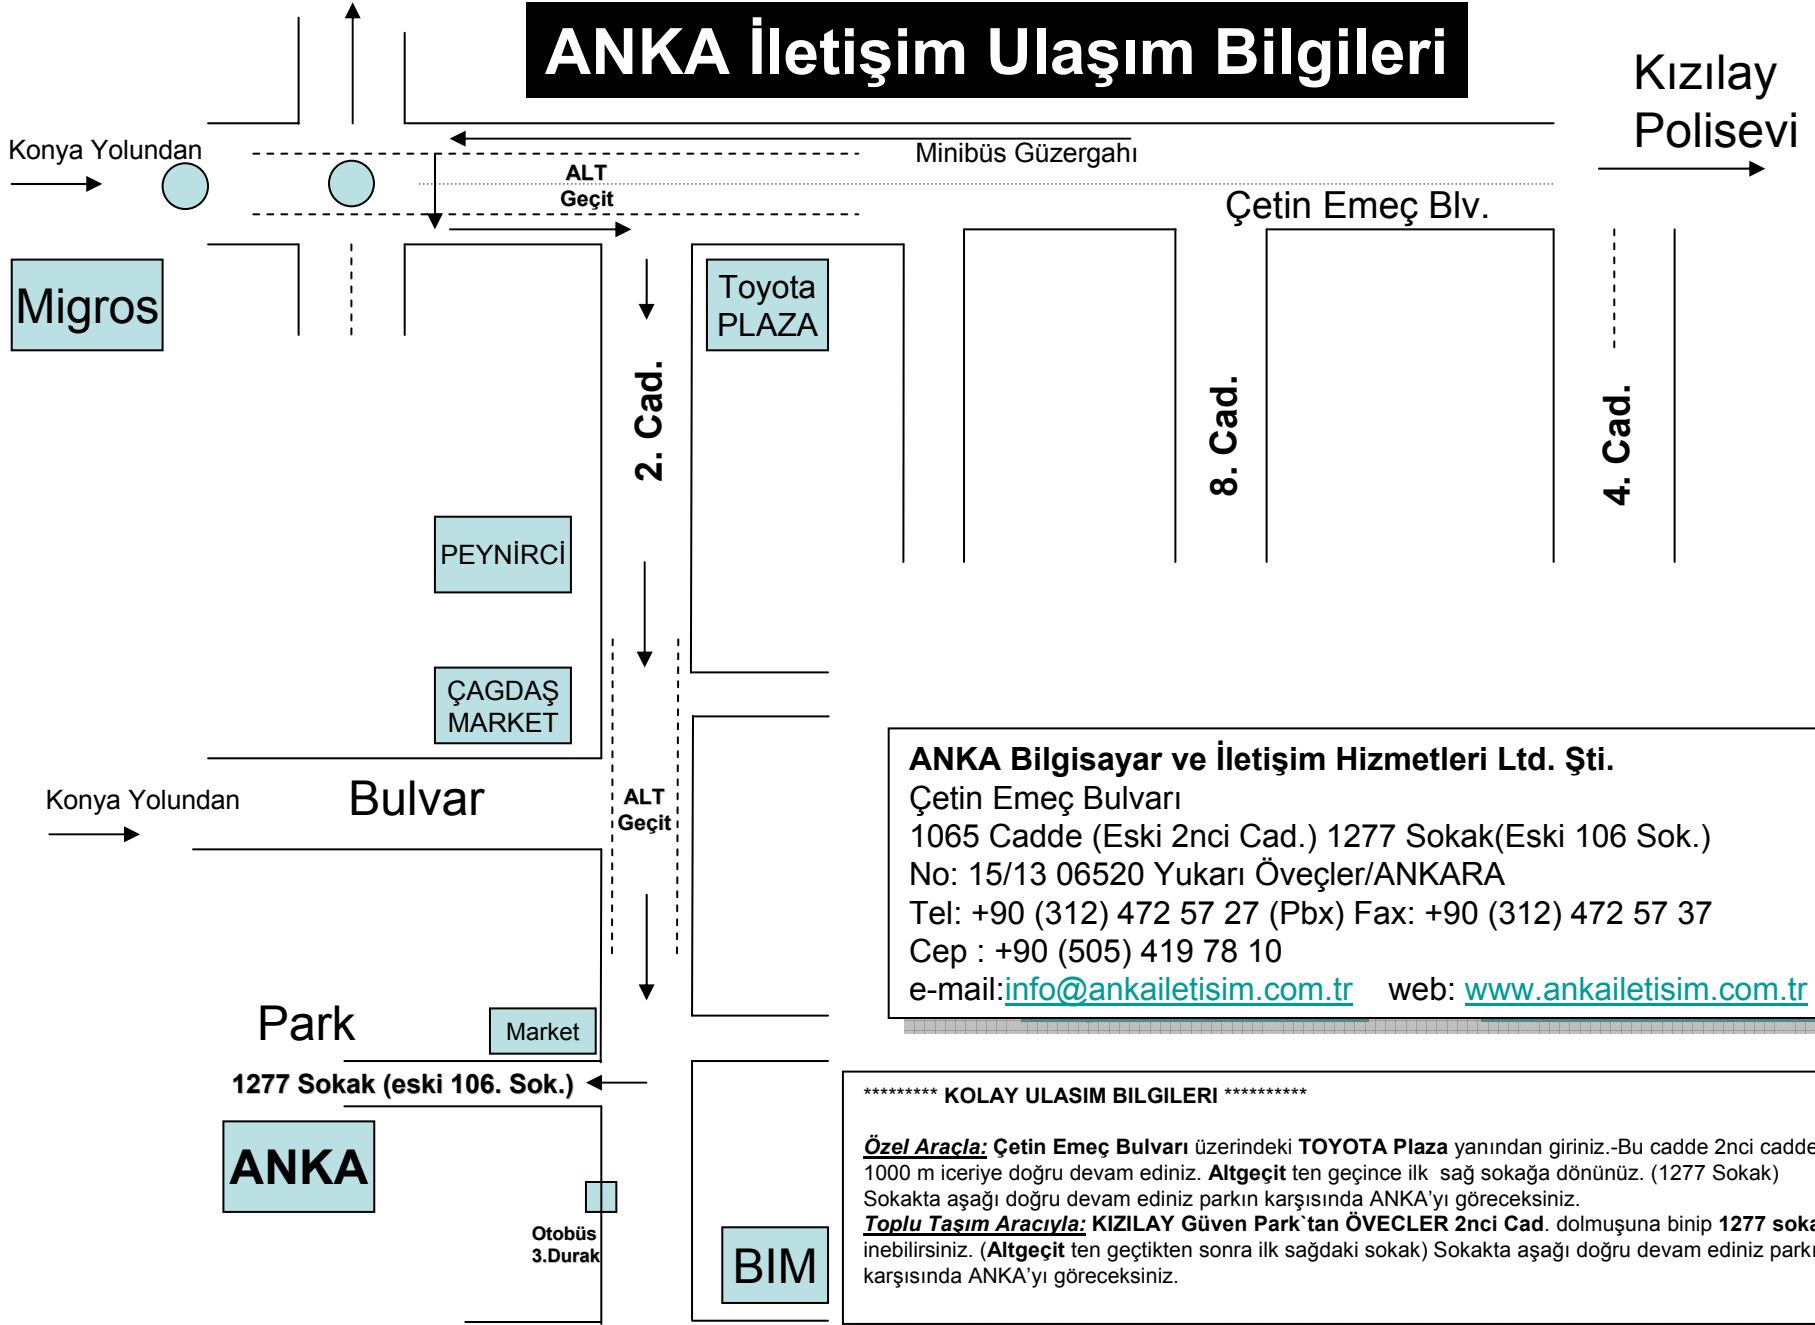 ANKA İletişim Ulaşım Bilgileri
Kızılay
Polisevi
Konya Yolundan
Minibüs Güzergahı
ALT
Geçit
Çetin Emeç Blv.
Migros
Toyota
PLAZA
2. Cad.
8. Cad.
4. Cad.
PEYNİRCİ
ÇAGDAŞ
MARKET
Konya Yolundan
Bulvar
ALT
Geçit
ANKA Bilgisayar ve İletişim Hizmetleri Ltd. Şti.
Çetin Emeç Bulvarı
1065 Cadde (Eski 2nci Cad.) 1277 Sokak(Eski 106 Sok.)
No: 15/13 06520 Yukarı Öveçler/ANKARA
Tel: +90 (312) 472 57 27 (Pbx) Fax: +90 (312) 472 57 37
Cep : +90 (505) 419 78 10
e-mail:info@ankailetisim.com.tr web: www.ankailetisim.com.tr
Park
Market
1277 Sokak (eski 106. Sok.)
ANKA
Otobüs
3.Durak
BIM
********* KOLAY ULASIM BILGILERI **********
Özel Araçla: Çetin Emeç Bulvarı üzerindeki TOYOTA Plaza yanından giriniz.-Bu cadde 2nci cadde
1000 m iceriye doğru devam ediniz. Altgeçit ten geçince ilk sağ sokağa dönünüz. (1277 Sokak)
Sokakta aşağı doğru devam ediniz parkın karşısında ANKA'yı göreceksiniz.
Toplu Taşım Aracıyla: KIZILAY Güven Park`tan ÖVECLER 2nci Cad. dolmuşuna binip 1277 soka
inebilirsiniz. (Altgeçit ten geçtikten sonra ilk sağdaki sokak) Sokakta aşağı doğru devam ediniz parkı
karşısında ANKA'yı göreceksiniz.